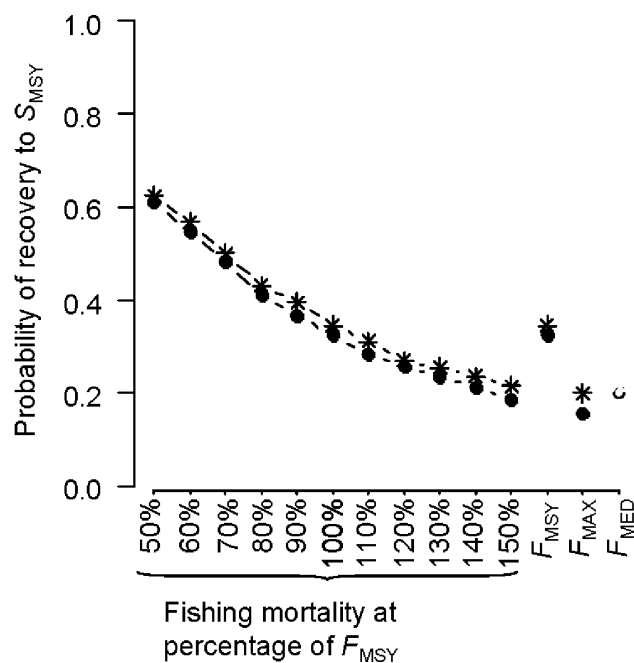 Probability of recovery to SMSY
1.0
0.8
0.6
0.4
0.2
0.0
50%
60%
70%
80%
90%
100%
110%
120%
130%
140%
150%
FMSY
FMAX
FMED
Fishing mortality at
percentage of FMSY